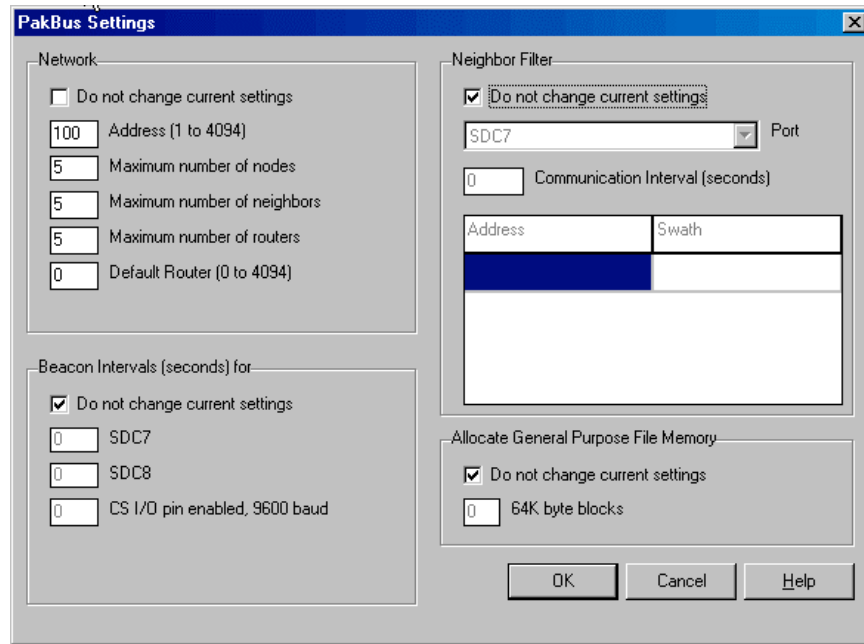 PakBus Settings
Network
Do not change current settings
100 Address (1 to 4094)
5 Maximum number of nodes
5 Maximum number of neighbors
5 Maximum number of routers
0 Default Router (0 to 4094)
Beacon Intervals (seconds) for
Do not change current settings
0 SDC7
0 SDC8
0 CS I/O pin enabled, 9600 baud
Neighbor Filter
Do not change current settings
SDC7 Port
0 Communication Interval (seconds)
Address Swath
Allocate General Purpose File Memory
Do not change current settings
0 64K byte blocks
OK Cancel Help